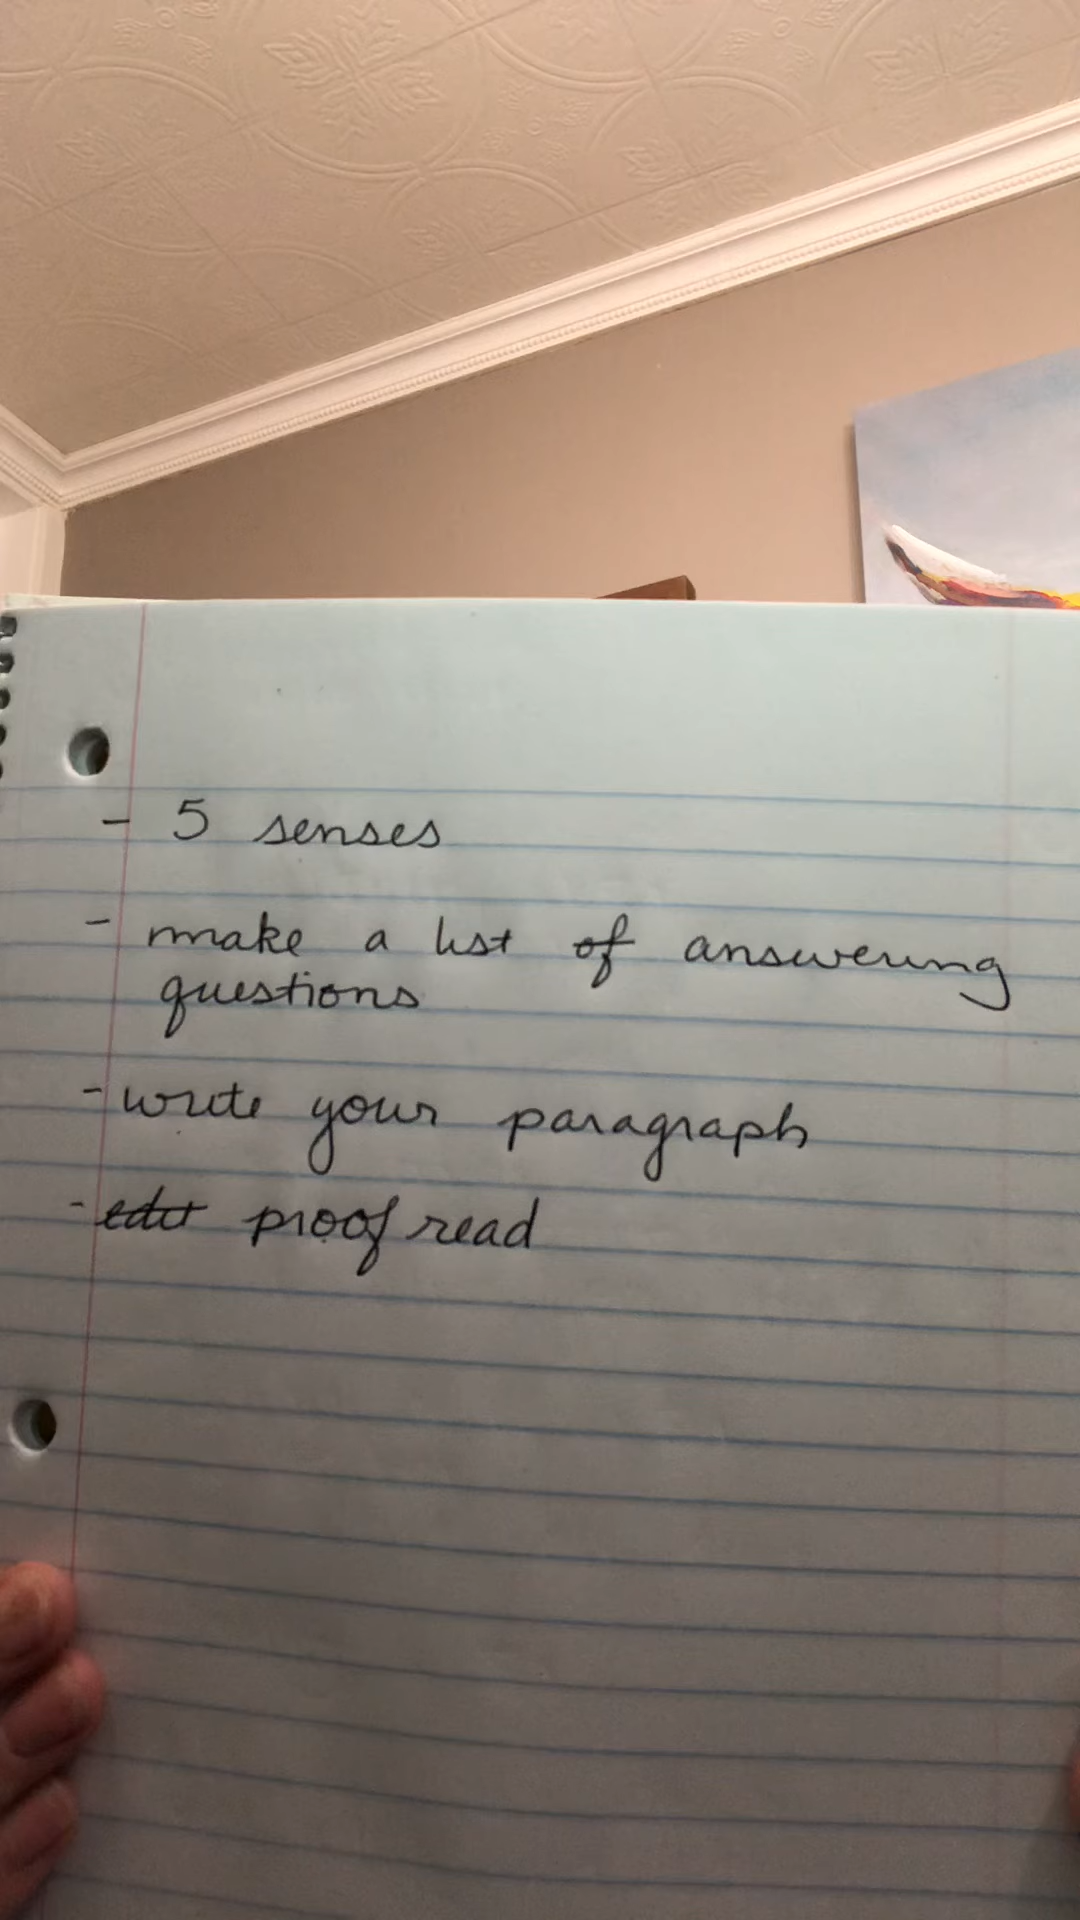 - 5 senses
- make a list of answering
questions
- write your paragraph
- edit proof read